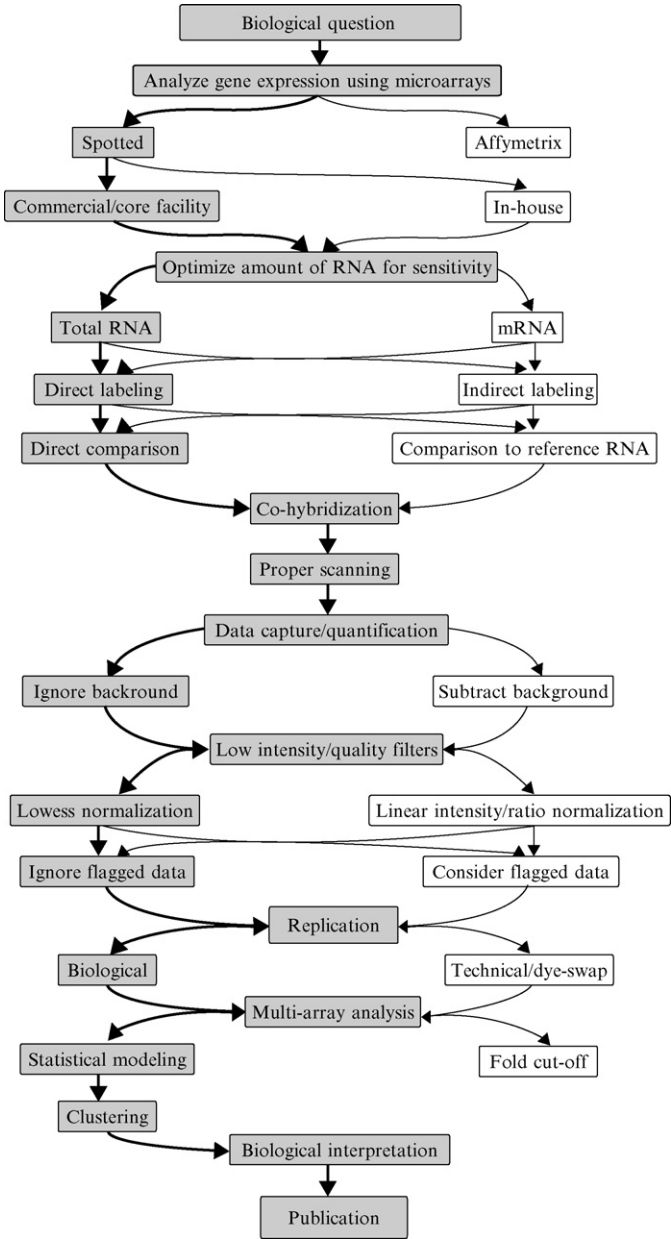 Biological question
Analyze gene expression using microarrays
Spotted
Affymetrix
Commercial/core facility
In-house
Optimize amount of RNA for sensitivity
Total RNA
mRNA
Direct labeling
Indirect labeling
Direct comparison
Comparison to reference RNA
Co-hybridization
Proper scanning
Data capture/quantification
Ignore backround
Subtract background
Low intensity/quality filters
Lowess normalization
Linear intensity/ratio normalization
Ignore flagged data
Consider flagged data
Replication
Biological
Technical/dye-swap
Multi-array analysis
Statistical modeling
Fold cut-off
Clustering
Biological interpretation
Publication